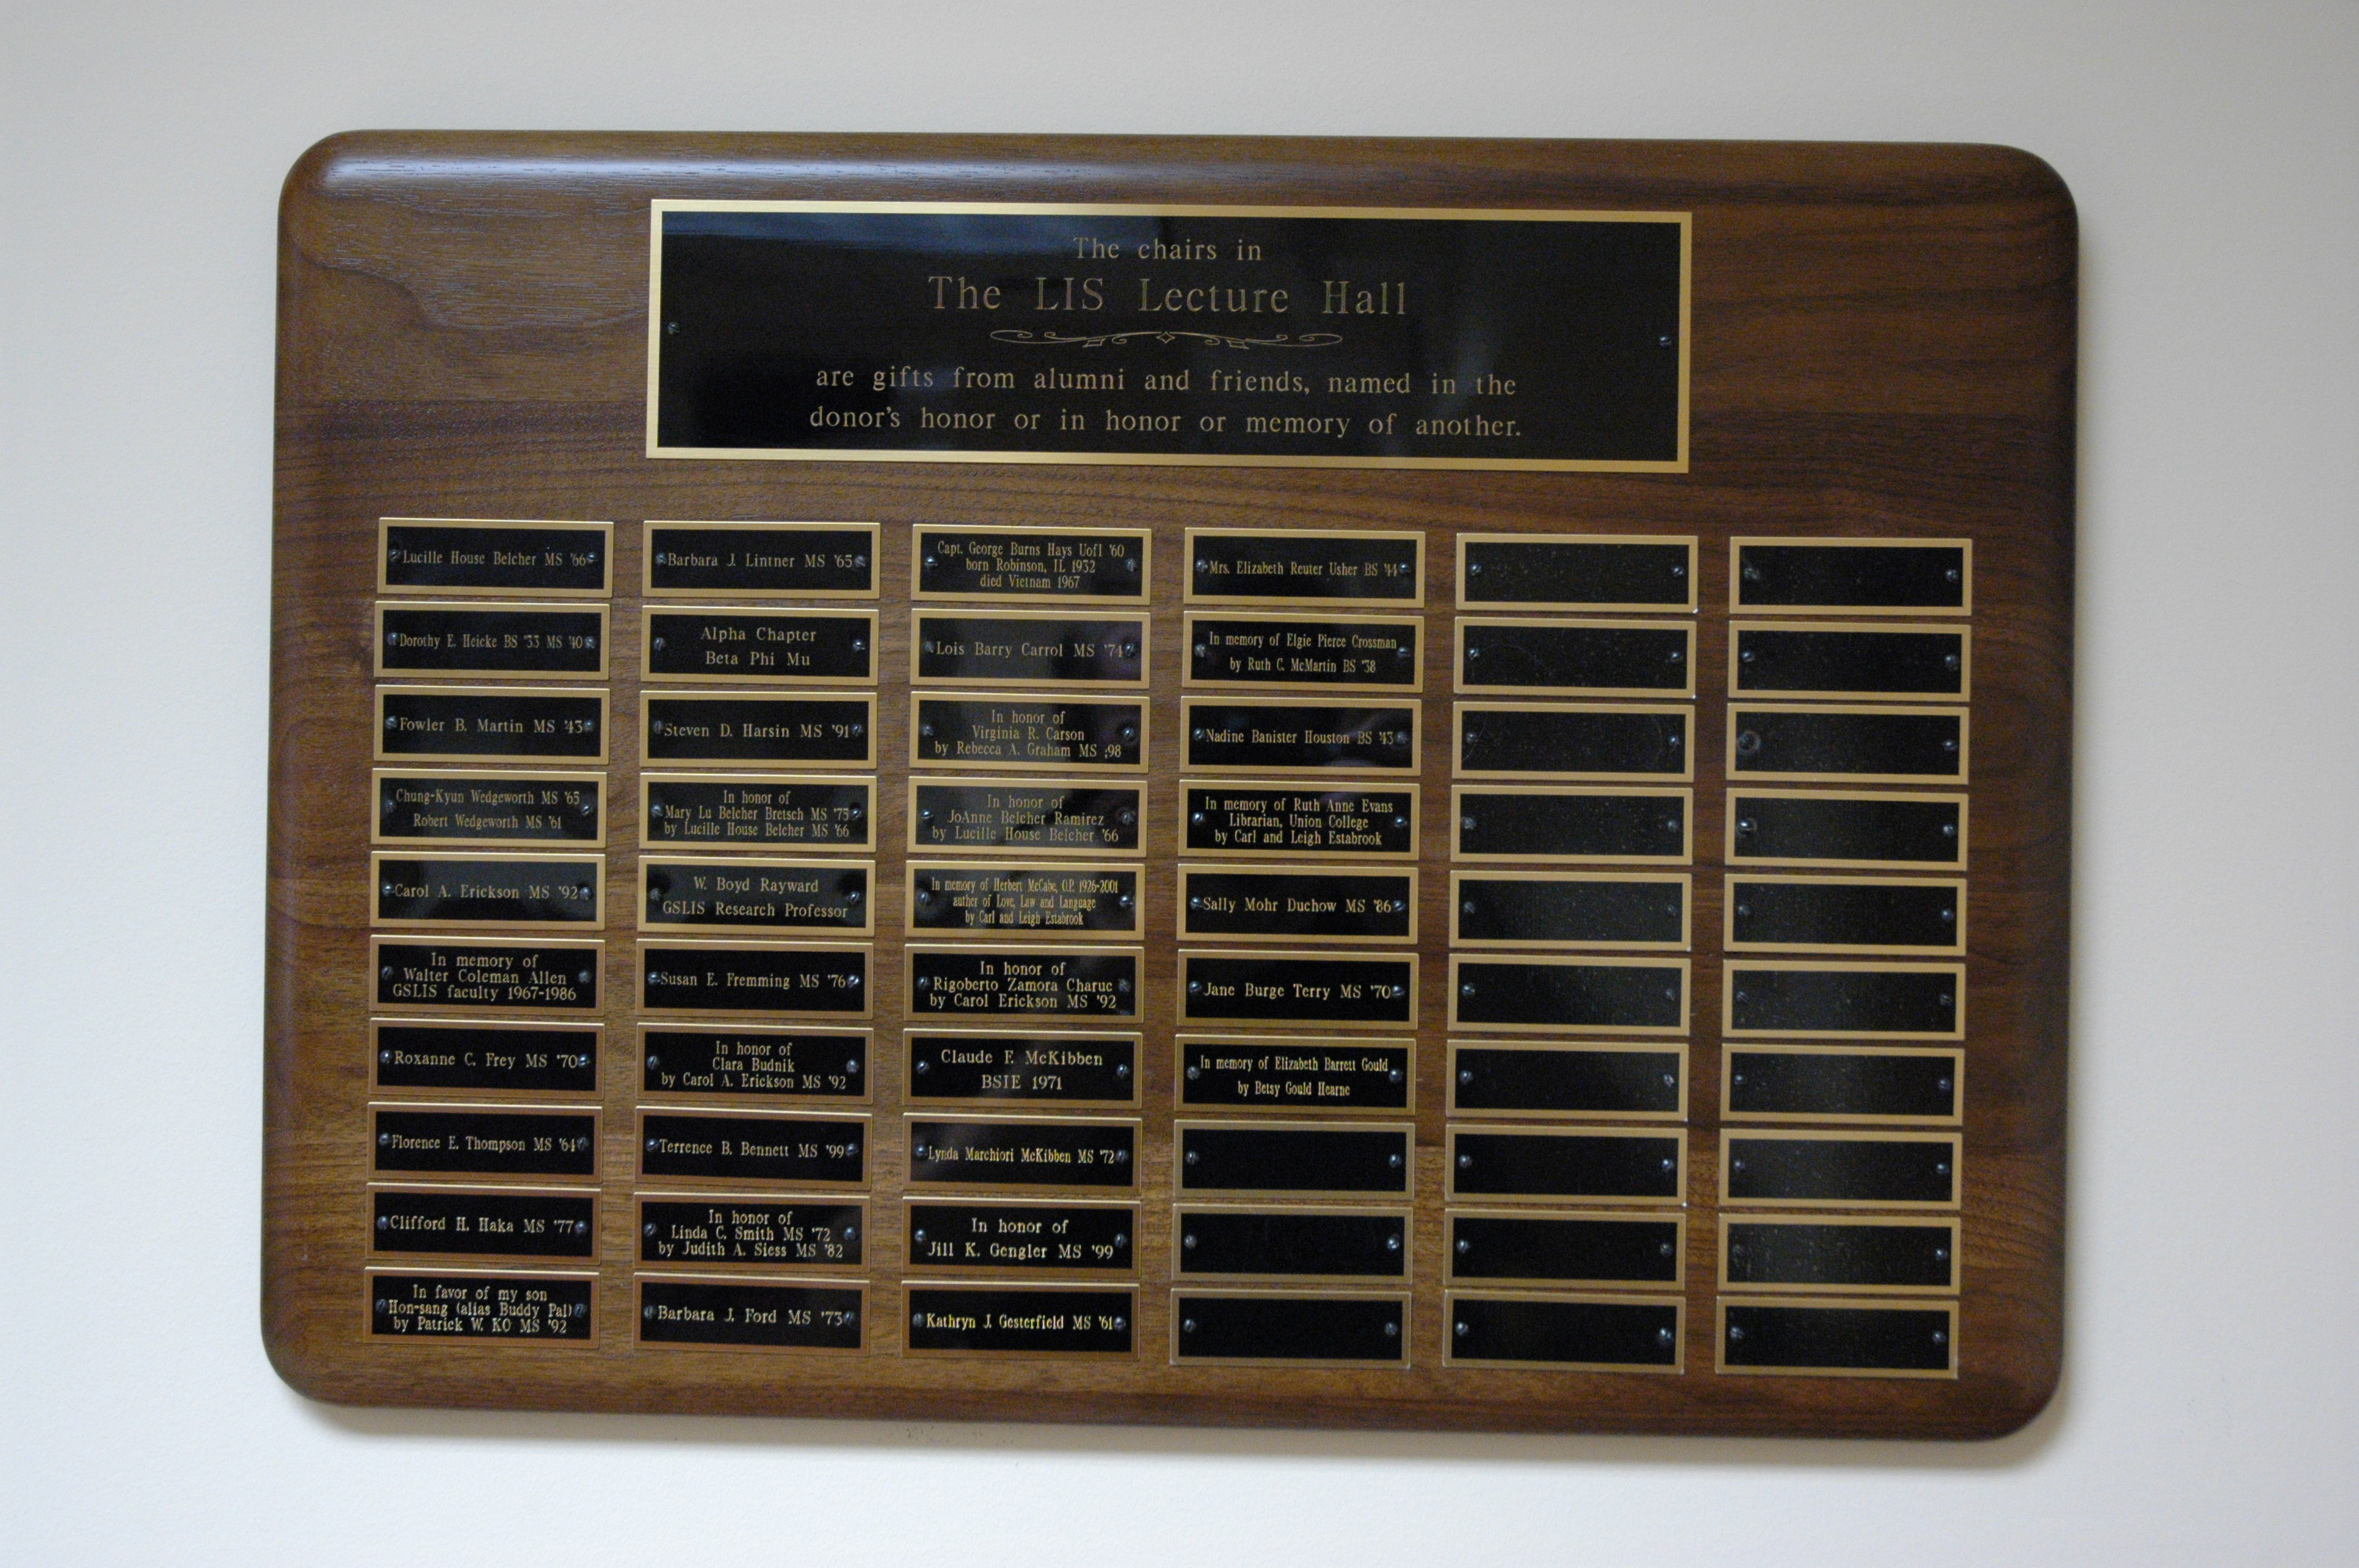 The chairs in
The LIS Lecture Hall
are gifts from alumni and friends, named in the
donor's honor or in honor or memory of another.
Lucille House Belcher MS '66
Dorothy E. Heicke BS '33 MS '40
Fowler B. Martin MS '43
Chung-Kyun Wedgeworth MS '65
Robert Wedgeworth MS '61
Carol A. Erickson MS '92
In memory of
Walter Coleman Allen
GSLIS faculty 1967-1986
Roxanne C. Frey MS '70
Florence E. Thompson MS '64
Clifford H. Haka MS '77
In favor of my son
Hon-sang (alias Buddy Pal)
by Patrick W. KO MS '92
Barbara J. Lintner MS '65
Alpha Chapter
Beta Phi Mu
Steven D. Harsin MS '91
In honor of
Mary Lu Belcher Bretsch MS '75
by Lucille House Belcher MS '66
W. Boyd Rayward
GSLIS Research Professor
Susan E. Fremming MS '76
In honor of
Clara Budnik
by Carol A. Erickson MS '92
Terrence B. Bennett MS '99
In honor of
Linda C. Smith MS '72
by Judith A. Siess MS '82
Barbara J. Ford MS '73
Capt. George Burns Hays UofI '60
born Robinson, IL 1932
died Vietnam 1967
Lois Barry Carrol MS '74
In honor of
Virginia R. Carson
by Rebecca A. Graham MS ;98
In honor of
JoAnne Belcher Ramirez
by Lucille House Belcher '66
In memory of Herbert McCabe, O.P. 1926-2001
auther of Love, Law and Language
by Carl and Leigh Estabrook
In honor of
Rigoberto Zamora Charuc
by Carol Erickson MS '92
Claude F. McKibben
BSIE 1971
Lynda Marchiori McKibben MS '72
In honor of
Jill K. Gengler MS '99
Kathryn J. Gesterfield MS '61
Mrs. Elizabeth Reuter Usher BS '44
In memory of Elgie Pierce Crossman
by Ruth C. McMartin BS '38
Nadine Banister Houston BS '43
In memory of Ruth Anne Evans
Librarian, Union College
by Carl and Leigh Estabrook
Sally Mohr Duchow MS '86
Jane Burge Terry MS '70
In memory of Elizabeth Barrett Gould
by Betsy Gould Hearne